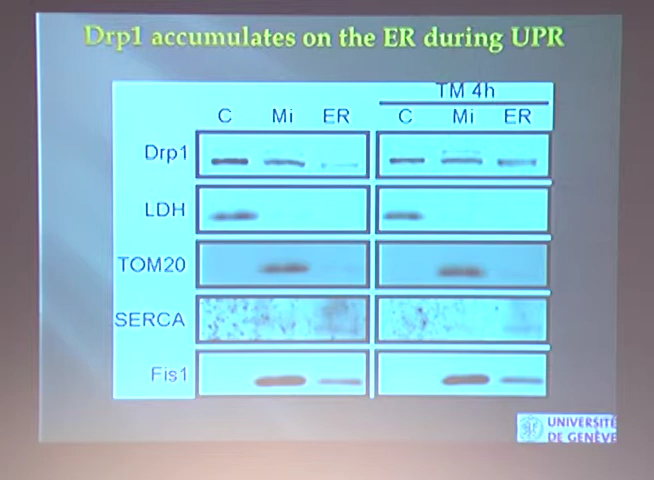 Drp1 accumulates on the ER during UPR
TM 4h
C Mi ER C Mi ER
Drp1
LDH
TOM20
SERCA
Fis1
UNIVERSITÉ
DE GENÈVE